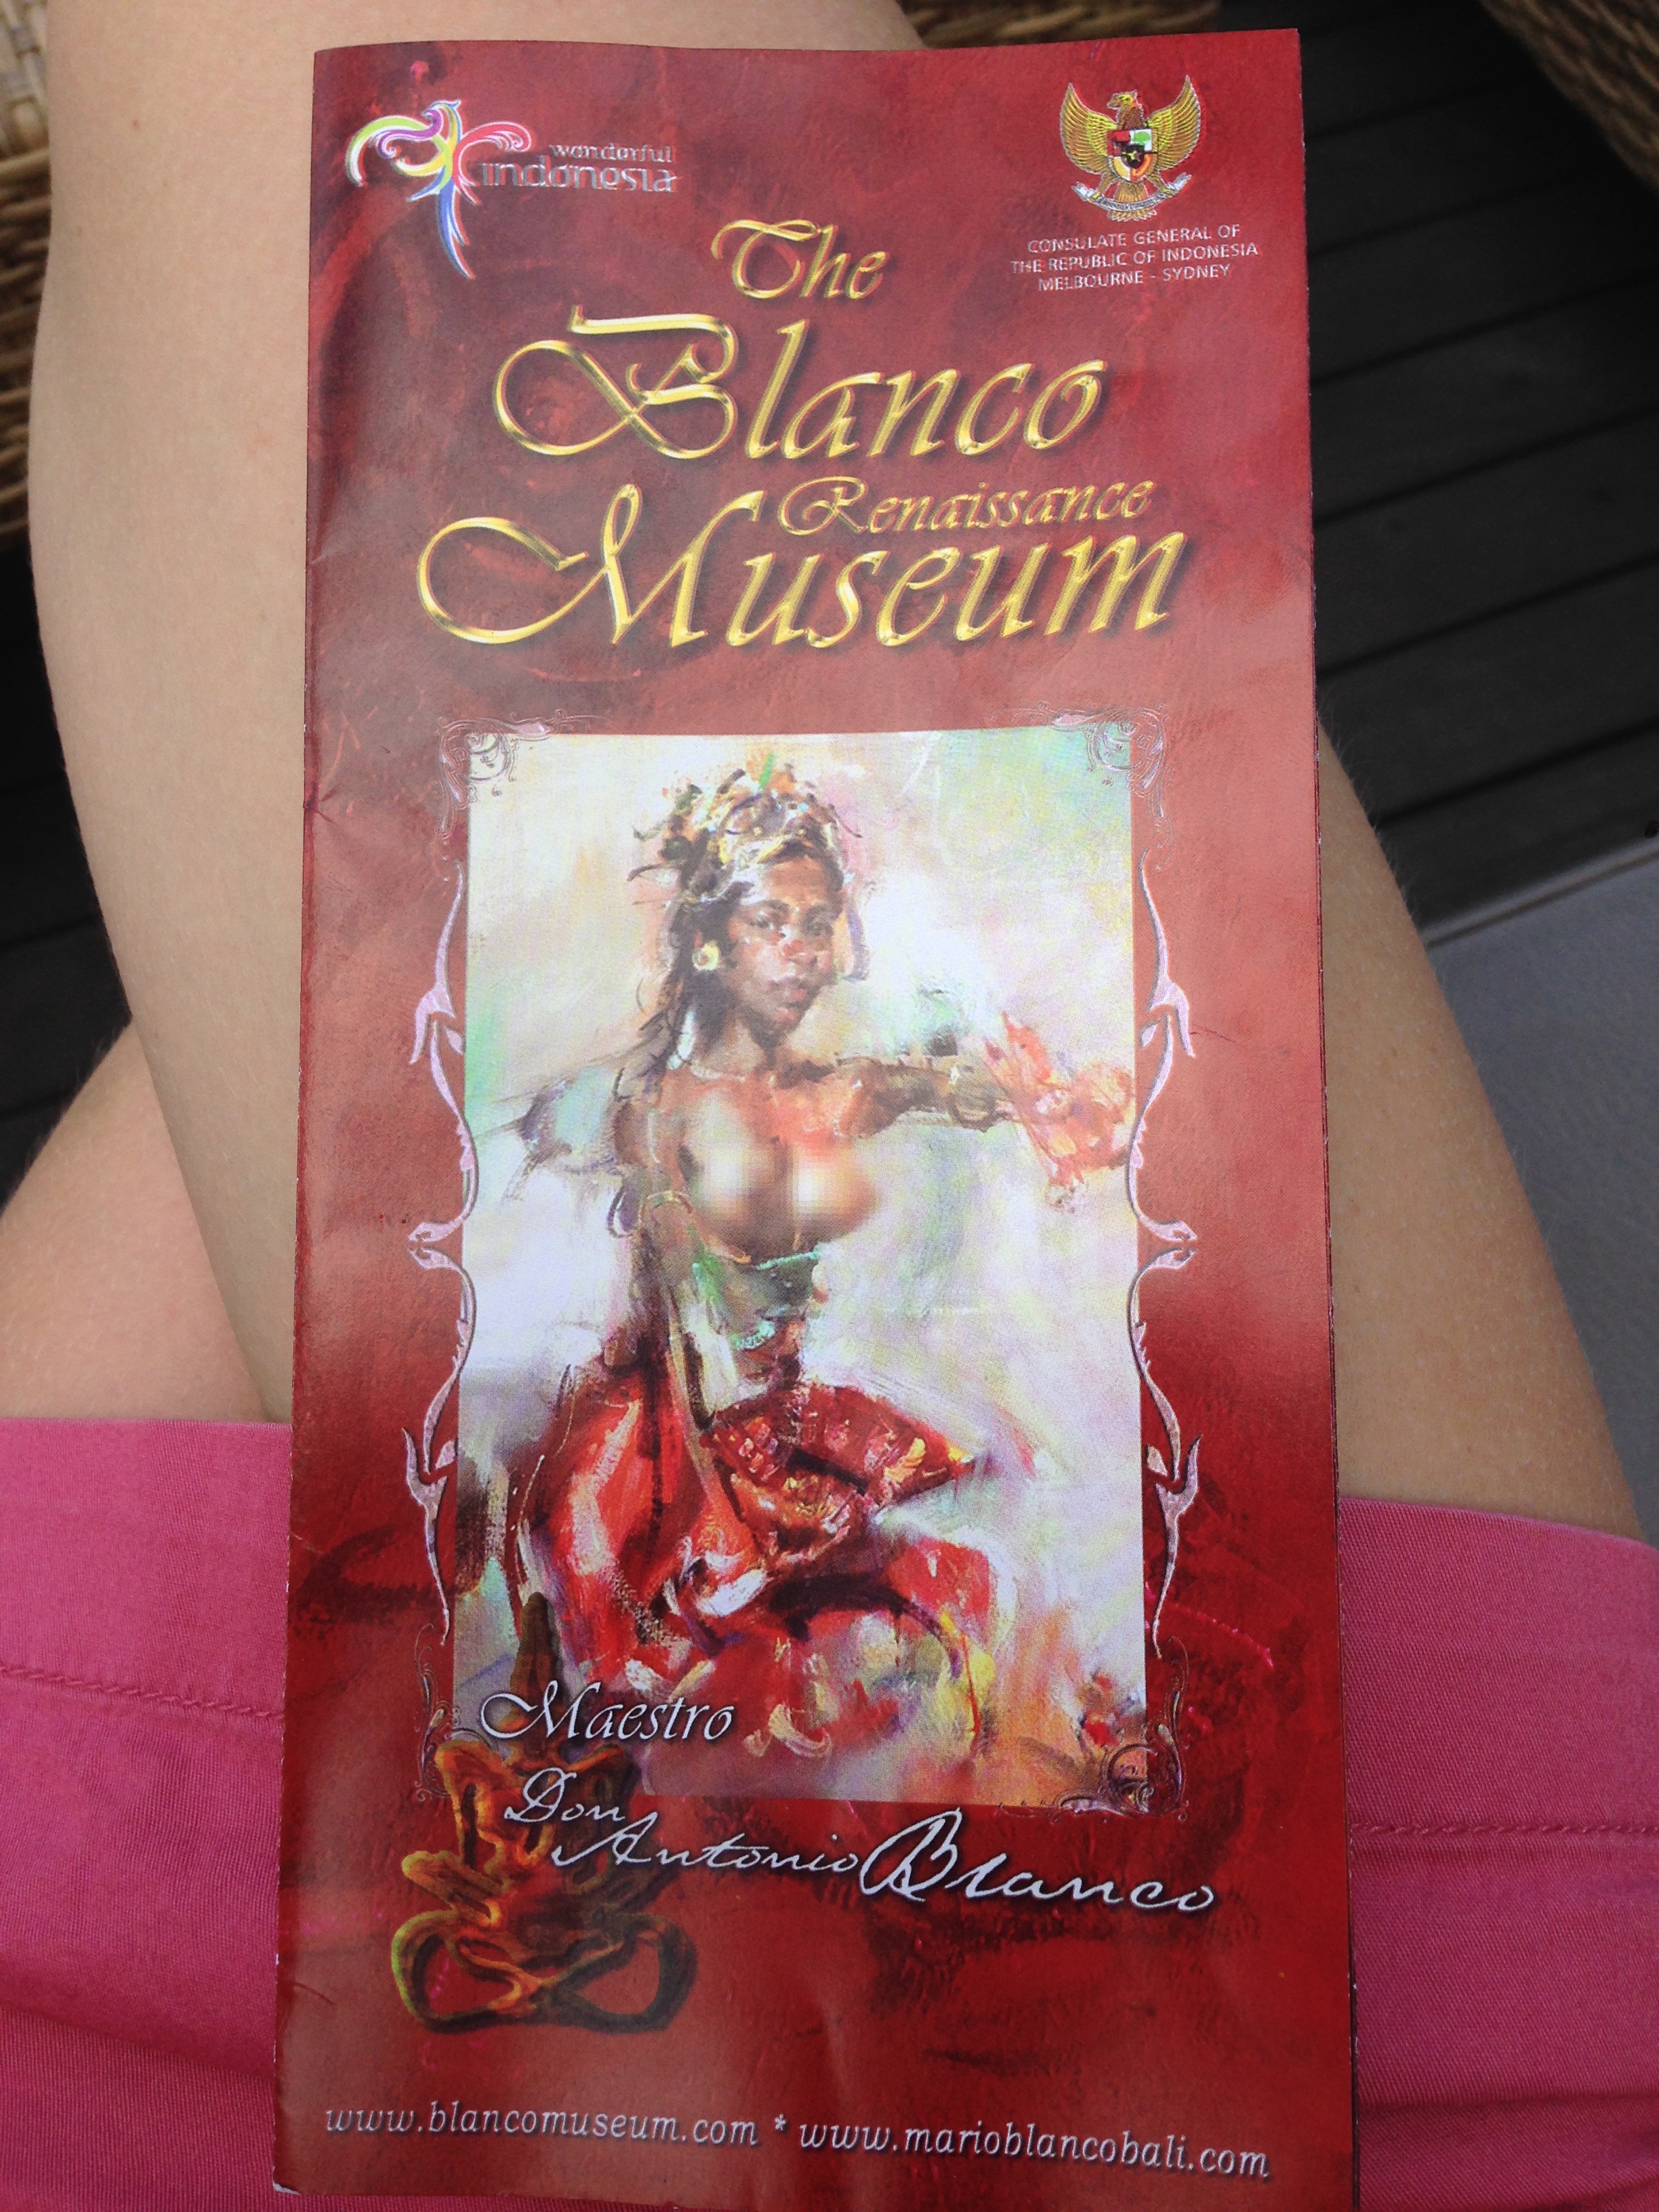 wonderful
indonesia
CONSULATE GENERAL OF
THE REPUBLIC OF INDONESIA
MELBOURNE - SYDNEY
The
Blanco
Renaissance
Museum
Maestro
Don
Antonio Blanco
www.blancomuseum.com * www.marioblancobali.com